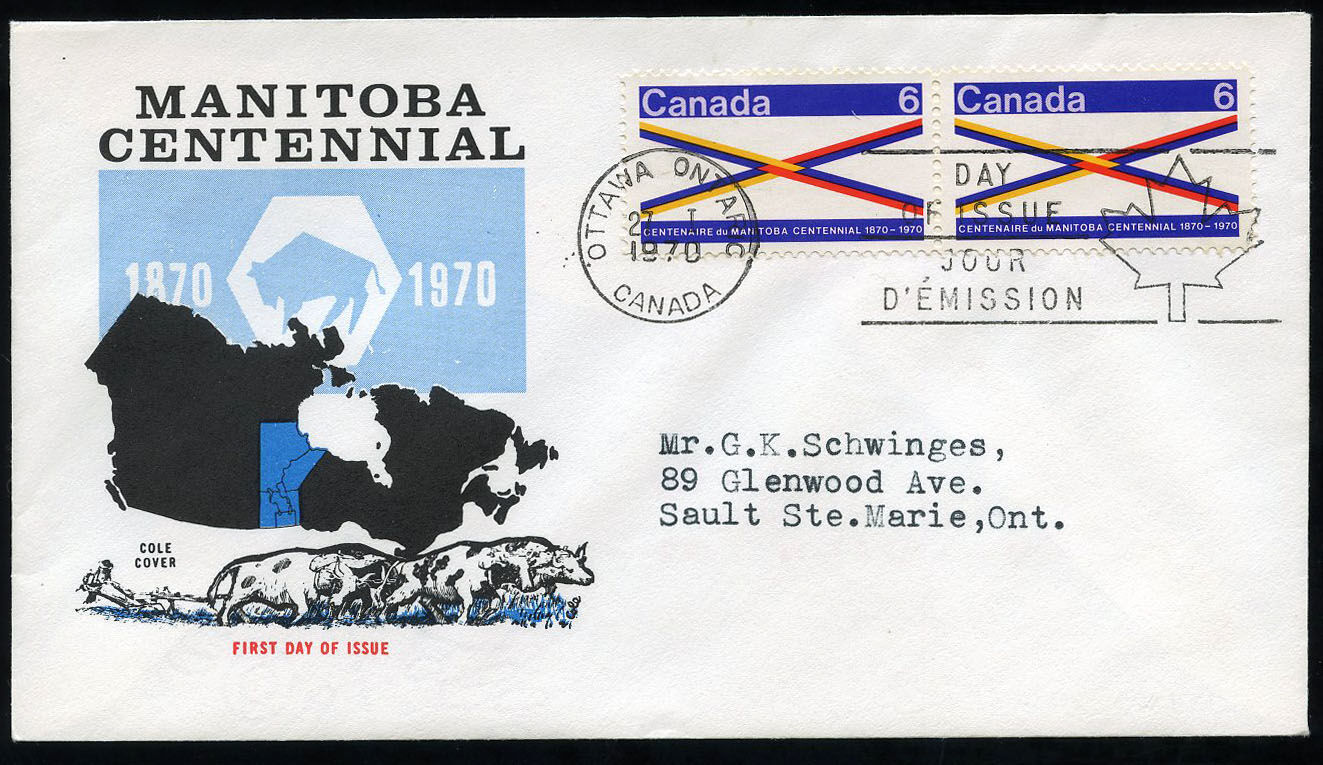 MANITOBA
CENTENNIAL
1870 1970
COLE
COVER
FIRST DAY OF ISSUE
Canada 6
CENTENAIRE du MANITOBA CENTENNIAL 1870-1970
Canada 6
CENTENAIRE du MANITOBA CENTENNIAL 1870-1970
OTTAWA ONTARIO
27 I
1970
CANADA
DAY
OF ISSUE
JOUR
D'ÉMISSION
Mr.G.K.Schwinges,
89 Glenwood Ave.
Sault Ste.Marie,Ont.